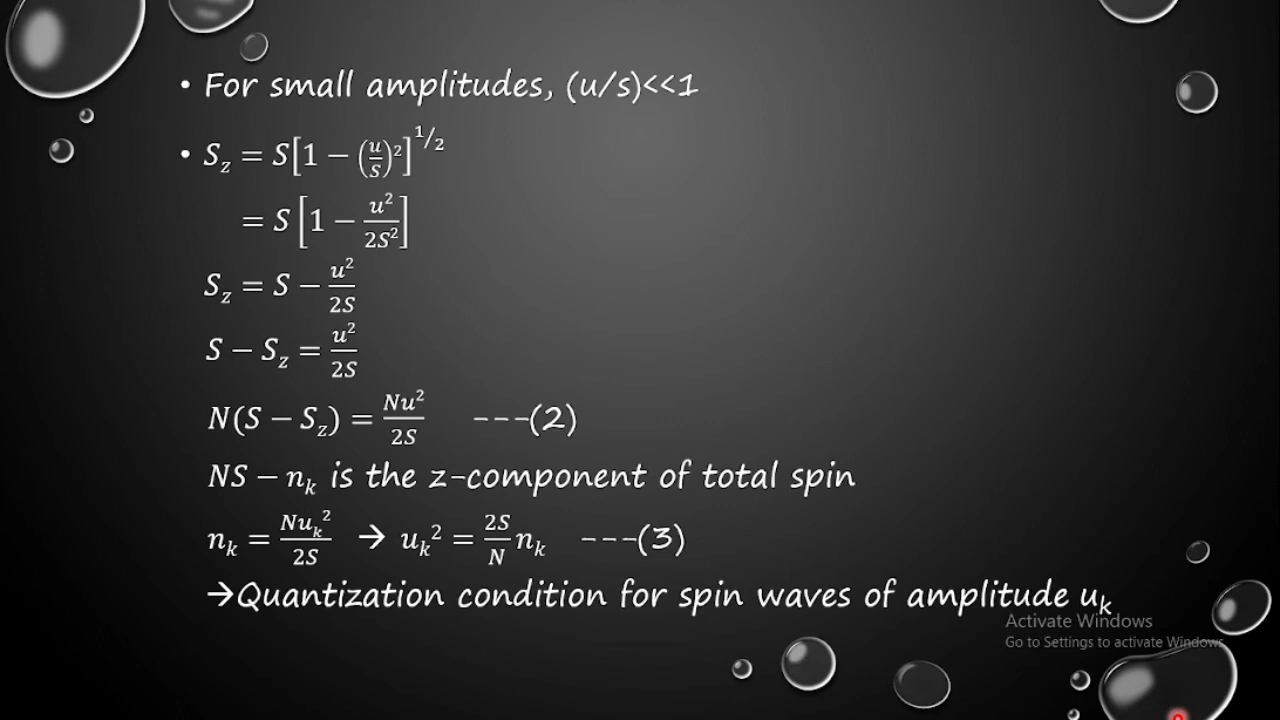 • For small amplitudes, (u/s)<<1
• S_z = S[1 − (u/S)²]^{1/2}
= S[1 − u²/2S²]
S_z = S − u²/2S
S − S_z = u²/2S
N(S − S_z) = Nu²/2S ---(2)
NS − n_k is the z-component of total spin
n_k = Nu_k²/2S → u_k² = 2S/N n_k ---(3)
→Quantization condition for spin waves of amplitude u_k
Activate Windows
Go to Settings to activate Windows